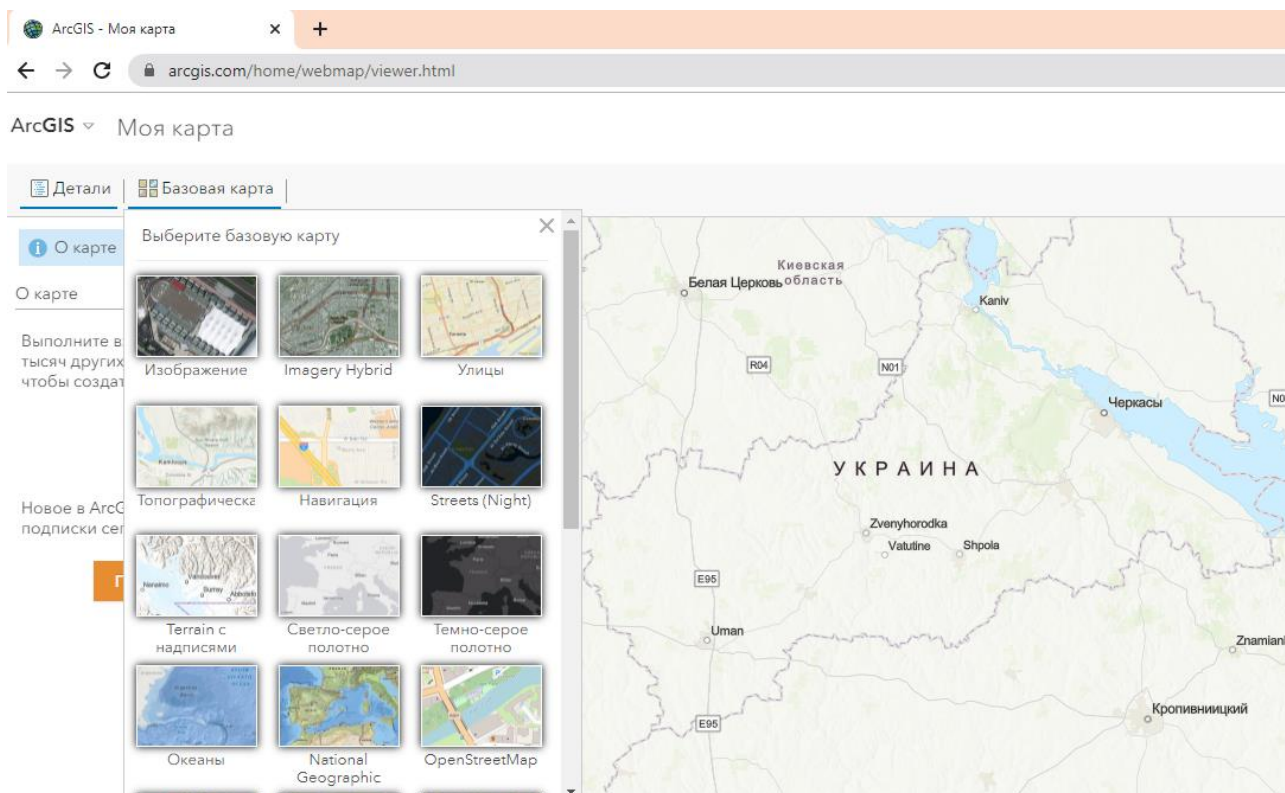 ArcGIS - Моя карта
arcgis.com/home/webmap/viewer.html
ArcGIS Моя карта
Детали
Базовая карта
О карте
О карте
Выполните в
тысяч других
чтобы создат
Новое в ArcG
подписки сег
Выберите базовую карту
Изображение
Imagery Hybrid
Улицы
Топографическа
Навигация
Streets (Night)
Terrain с
надписями
Светло-серое
полотно
Темно-серое
полотно
Океаны
National
Geographic
OpenStreetMap
Киевская
область
Белая Церковь
Kaniv
R04
N01
N0
Черкасы
УКРАИНА
Zvenyhorodka
Vatutine
Shpola
E95
Uman
Znamian
E95
Кропивниицкий